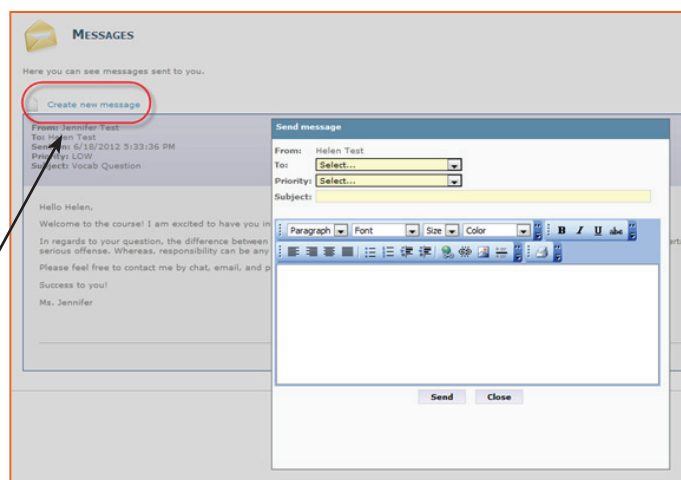 MESSAGES
Here you can see messages sent to you.
Create new message
From: Jennifer Test
To: Helen Test
6/18/2012 5:33:36 PM
Priority: LOW
Subject: Vocab Question
Hello Helen,
Welcome to the course! I am excited to have you in
In regards to your question, the difference between
serious offense. Whereas, responsibility can be any
Please feel free to contact me by chat, email, and
Success to you!
Ms. Jennifer
Send message
From: Helen Test
To: Select...
Priority: Select...
Subject:
Paragraph Font Size Color B I U abc
Send Close